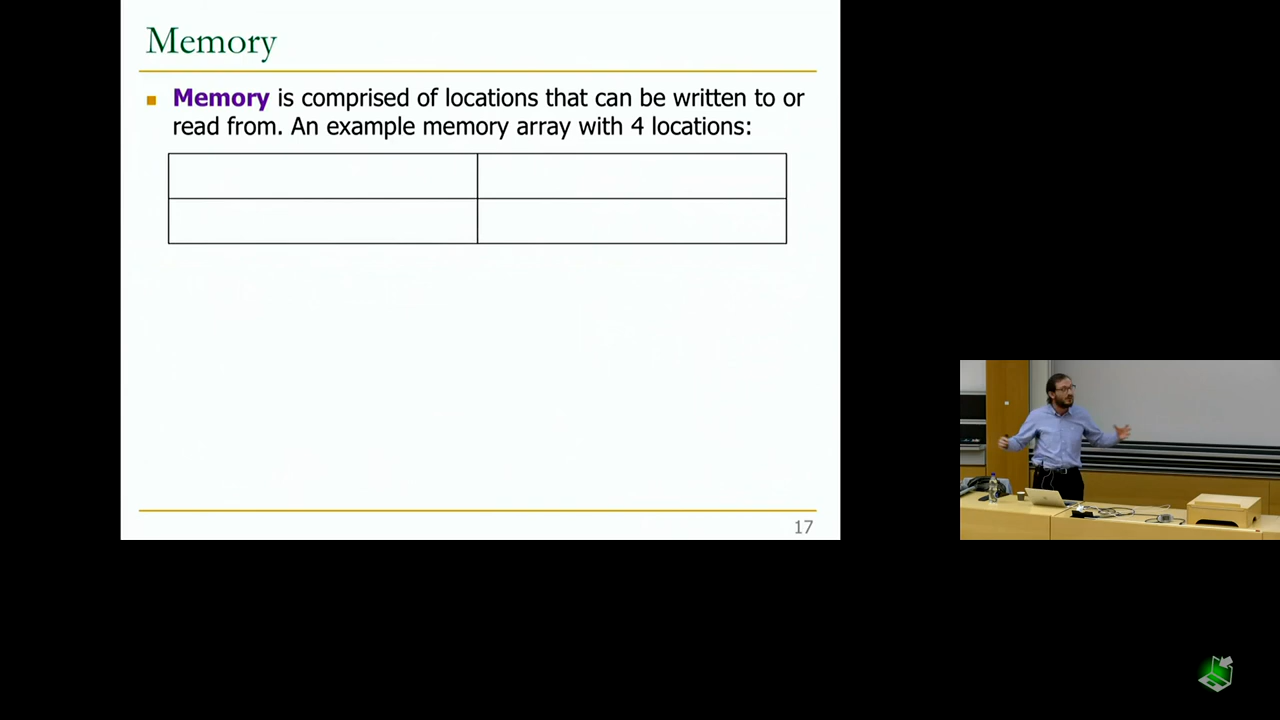 Memory
Memory is comprised of locations that can be written to or
read from. An example memory array with 4 locations:
17